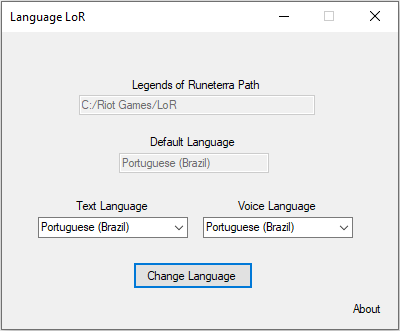 Language LoR
Legends of Runeterra Path
C:/Riot Games/LoR
Default Language
Portuguese (Brazil)
Text Language Voice Language
Portuguese (Brazil) Portuguese (Brazil)
Change Language
About